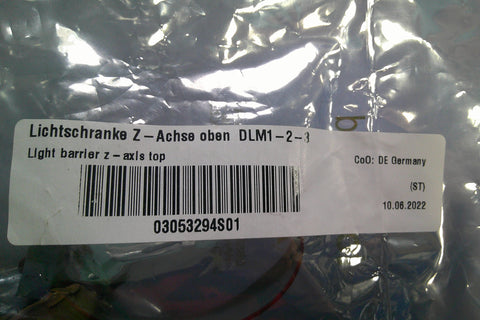 Lichtschranke Z-Achse oben DLM1-2-3
Light barrier z-axis top
CoO: DE Germany
(ST)
10.06.2022
03053294S01